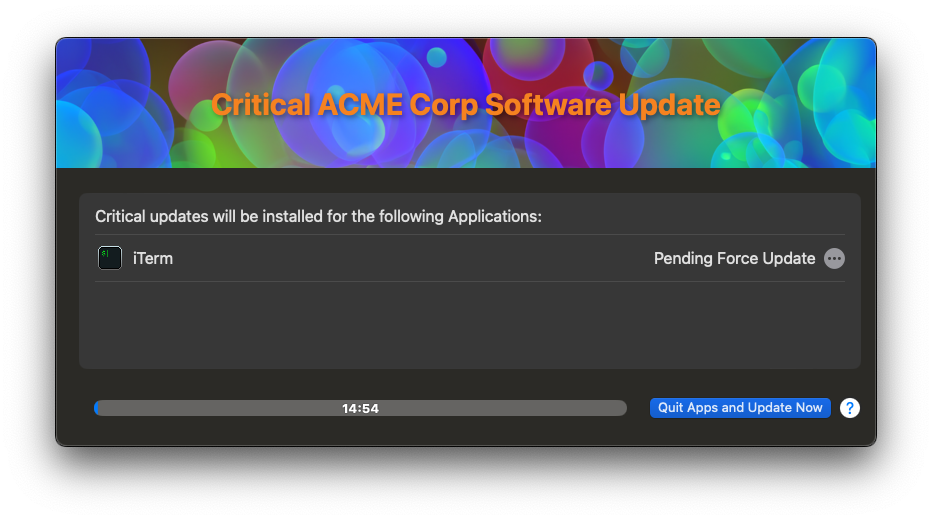 Critical ACME Corp Software Update
Critical updates will be installed for the following Applications:
iTerm
Pending Force Update
14:54
Quit Apps and Update Now
?